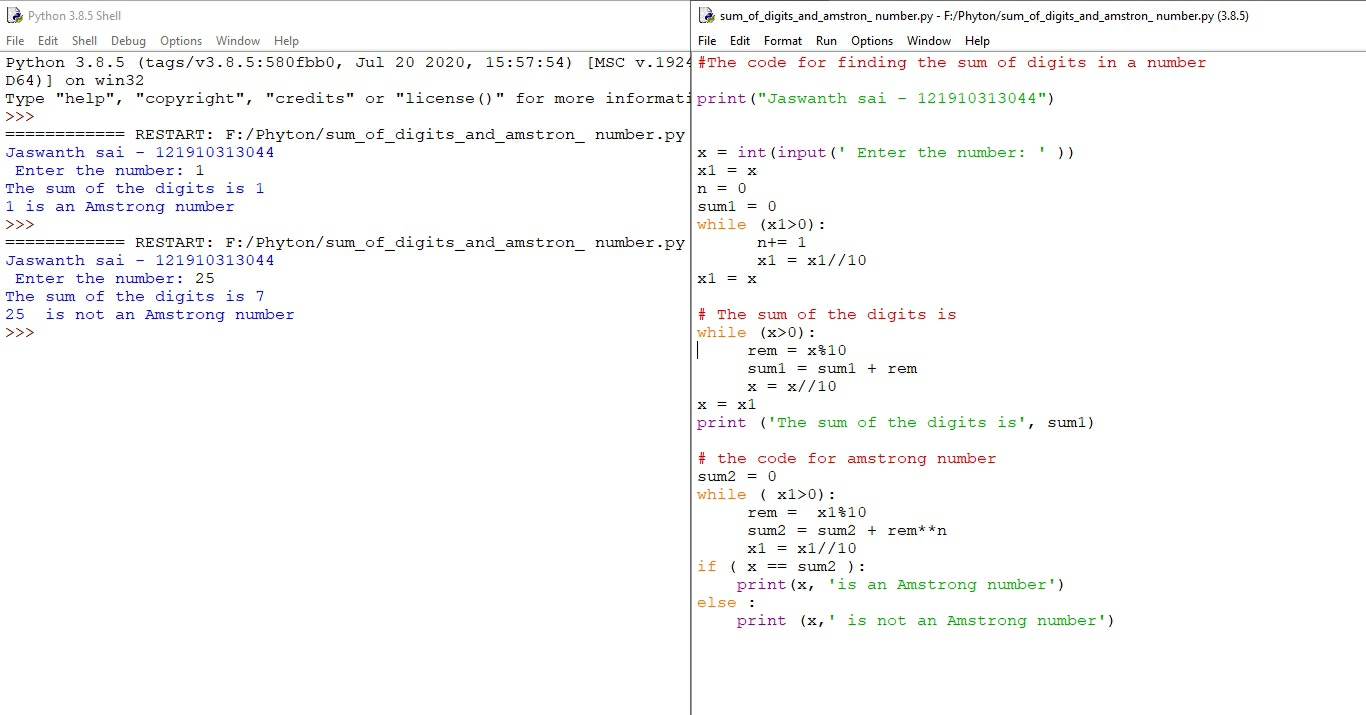 Python 3.8.5 Shell
File Edit Shell Debug Options Window Help
Python 3.8.5 (tags/v3.8.5:580fbb0, Jul 20 2020, 15:57:54) [MSC v.1924
D64)] on win32
Type "help", "copyright", "credits" or "license()" for more informati
>>>
============ RESTART: F:/Phyton/sum_of_digits_and_amstron_ number.py
Jaswanth sai - 121910313044
 Enter the number: 1
The sum of the digits is 1
1 is an Amstrong number
>>>
============ RESTART: F:/Phyton/sum_of_digits_and_amstron_ number.py
Jaswanth sai - 121910313044
 Enter the number: 25
The sum of the digits is 7
25  is not an Amstrong number
>>>
sum_of_digits_and_amstron_ number.py - F:/Phyton/sum_of_digits_and_amstron_ number.py (3.8.5)
File Edit Format Run Options Window Help
#The code for finding the sum of digits in a number
print("Jaswanth sai - 121910313044")
x = int(input(' Enter the number: ' ))
x1 = x
n = 0
sum1 = 0
while (x1>0):
      n+= 1
      x1 = x1//10
x1 = x
# The sum of the digits is
while (x>0):
     rem = x%10
     sum1 = sum1 + rem
     x = x//10
x = x1
print ('The sum of the digits is', sum1)
# the code for amstrong number
sum2 = 0
while ( x1>0):
     rem =  x1%10
     sum2 = sum2 + rem**n
     x1 = x1//10
if ( x == sum2 ):
    print(x, 'is an Amstrong number')
else :
    print (x,' is not an Amstrong number')